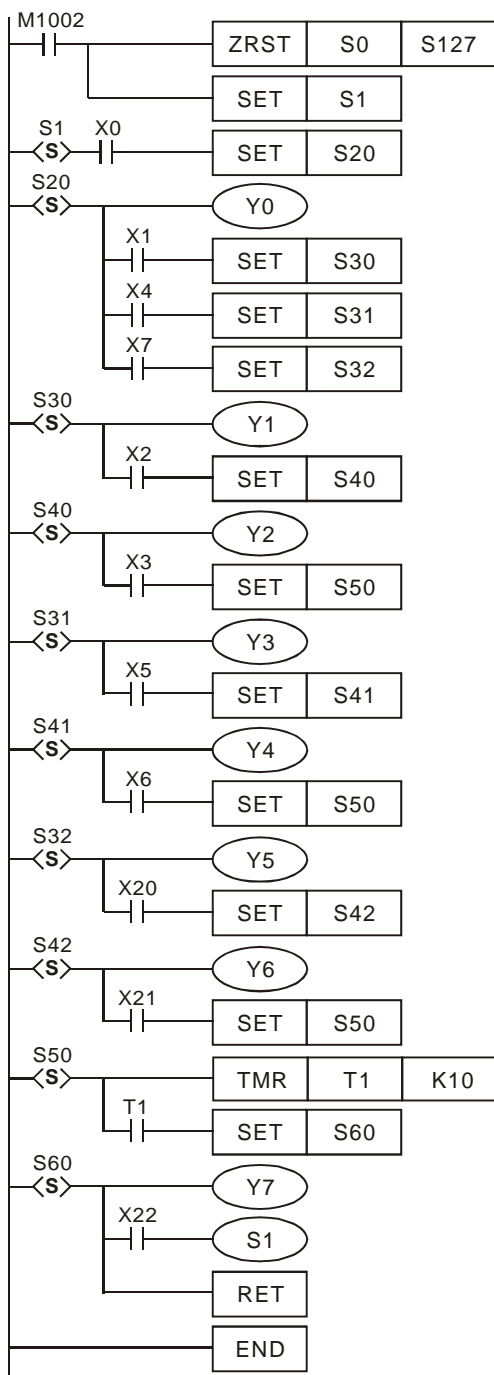 M1002
ZRST S0 S127
SET S1
S1 X0
S SET S20
S20
S Y0
X1
SET S30
X4
SET S31
X7
SET S32
S30
S Y1
X2
SET S40
S40
S Y2
X3
SET S50
S31
S Y3
X5
SET S41
S41
S Y4
X6
SET S50
S32
S Y5
X20
SET S42
S42
S Y6
X21
SET S50
S50
S TMR T1 K10
T1
SET S60
S60
S Y7
X22
S1
RET
END